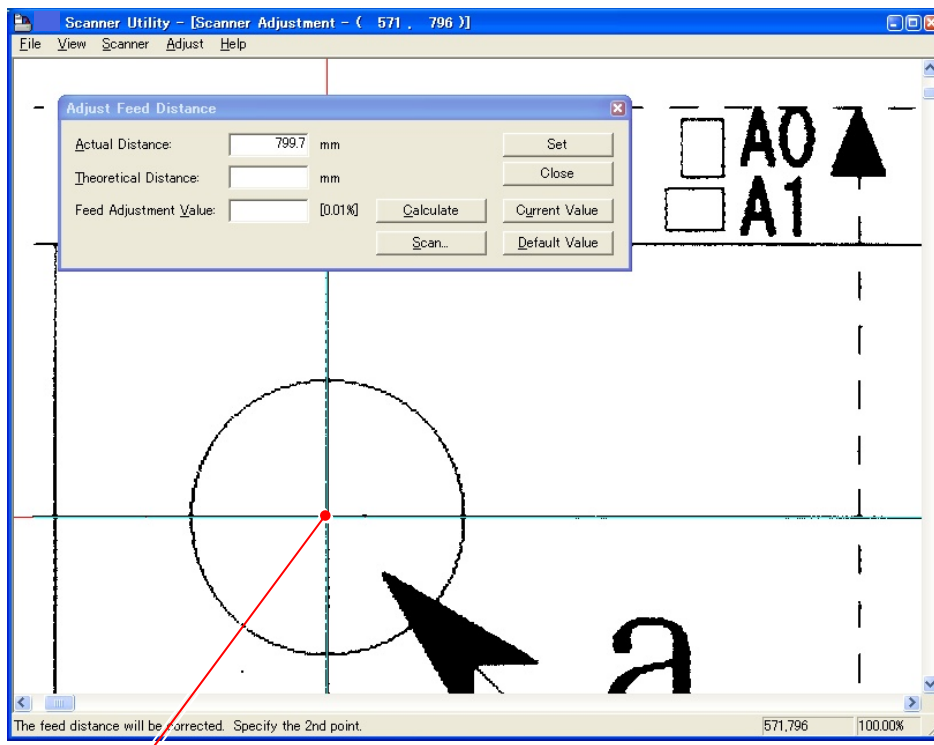 Scanner Utility - [Scanner Adjustment - ( 571 , 796 )]
File View Scanner Adjust Help
Adjust Feed Distance
Actual Distance: 799.7 mm Set
Theoretical Distance: mm Close
Feed Adjustment Value: [0.01%] Calculate Current Value
Scan... Default Value
A0
A1
a
The feed distance will be corrected. Specify the 2nd point. 571,796 100.00%